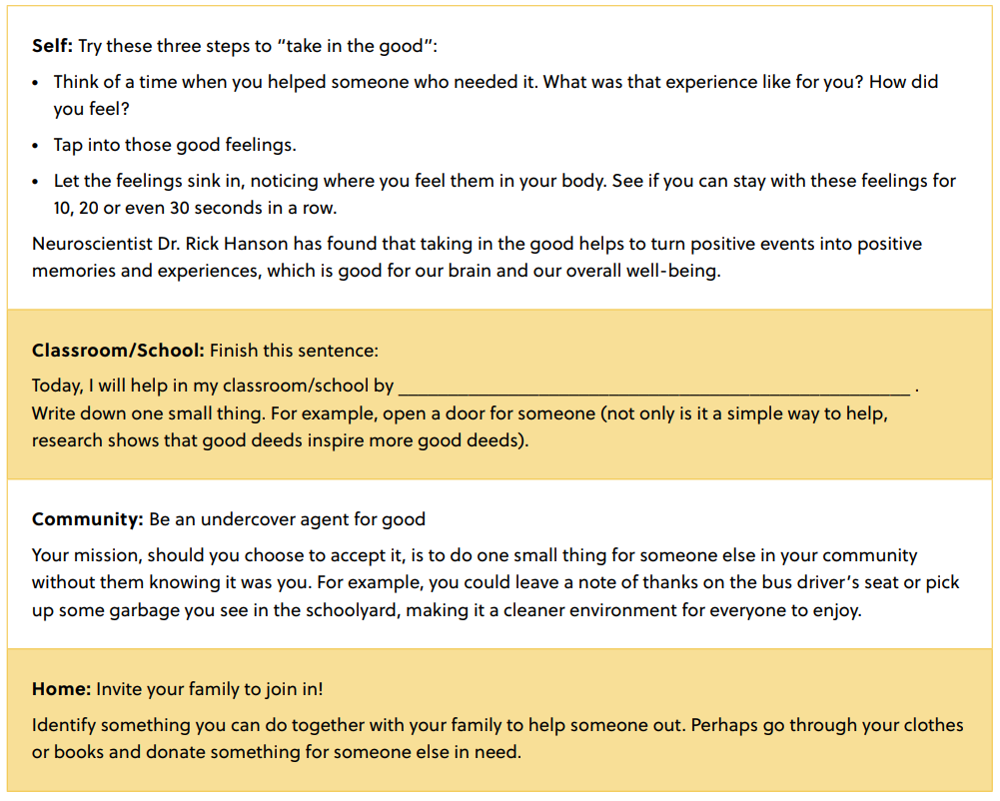 Self: Try these three steps to “take in the good”:
• Think of a time when you helped someone who needed it. What was that experience like for you? How did
you feel?
• Tap into those good feelings.
• Let the feelings sink in, noticing where you feel them in your body. See if you can stay with these feelings for
10, 20 or even 30 seconds in a row.
Neuroscientist Dr. Rick Hanson has found that taking in the good helps to turn positive events into positive
memories and experiences, which is good for our brain and our overall well-being.
Classroom/School: Finish this sentence:
Today, I will help in my classroom/school by ______________________________________________________ .
Write down one small thing. For example, open a door for someone (not only is it a simple way to help,
research shows that good deeds inspire more good deeds).
Community: Be an undercover agent for good
Your mission, should you choose to accept it, is to do one small thing for someone else in your community
without them knowing it was you. For example, you could leave a note of thanks on the bus driver’s seat or pick
up some garbage you see in the schoolyard, making it a cleaner environment for everyone to enjoy.
Home: Invite your family to join in!
Identify something you can do together with your family to help someone out. Perhaps go through your clothes
or books and donate something for someone else in need.